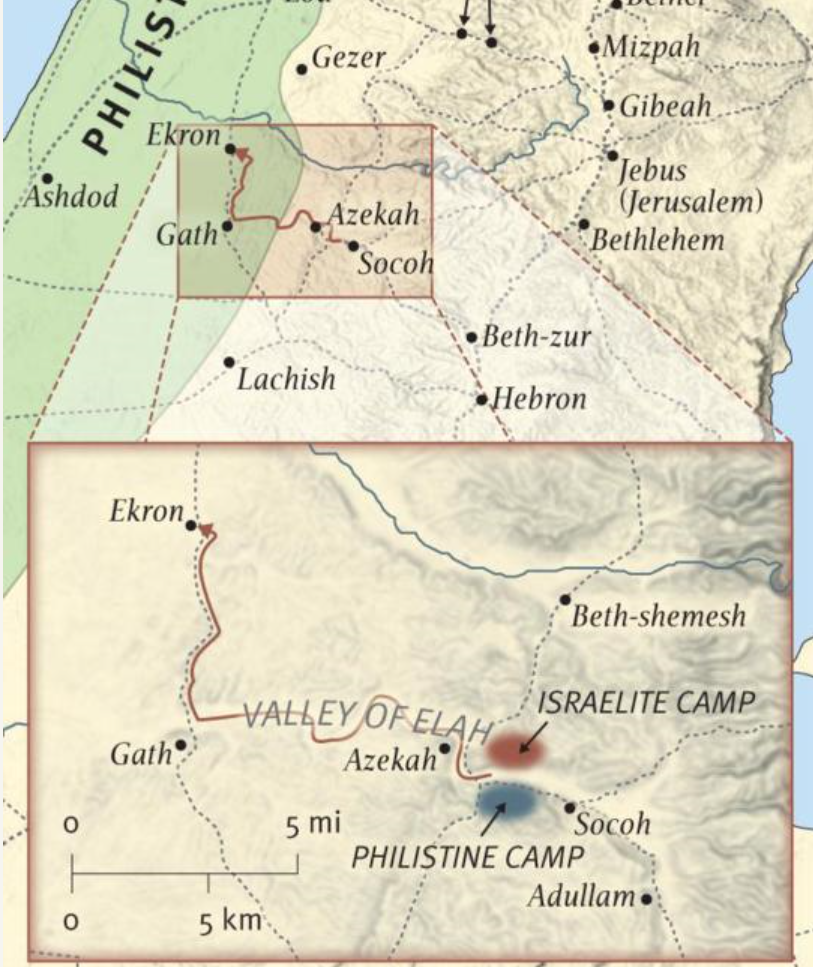 PHILIST
Gezer
Mizpah
Gibeah
Ekron
Jebus
(Jerusalem)
Ashdod
Azekah
Gath
Bethlehem
Socoh
Beth-zur
Lachish
Hebron
Ekron
Beth-shemesh
ISRAELITE CAMP
VALLEY OF ELAH
Gath
Azekah
0 5 mi
Socoh
PHILISTINE CAMP
Adullam
0 5 km